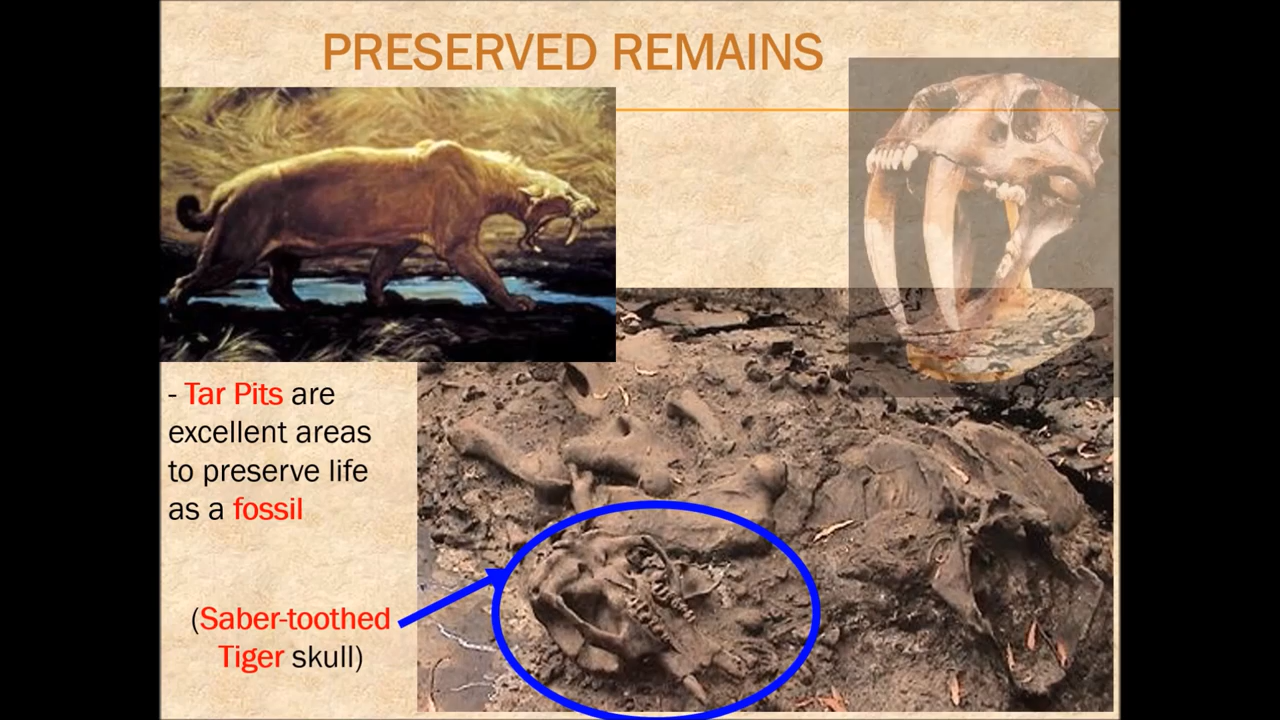 PRESERVED REMAINS
- Tar Pits are
excellent areas
to preserve life
as a fossil
(Saber-toothed
Tiger skull)